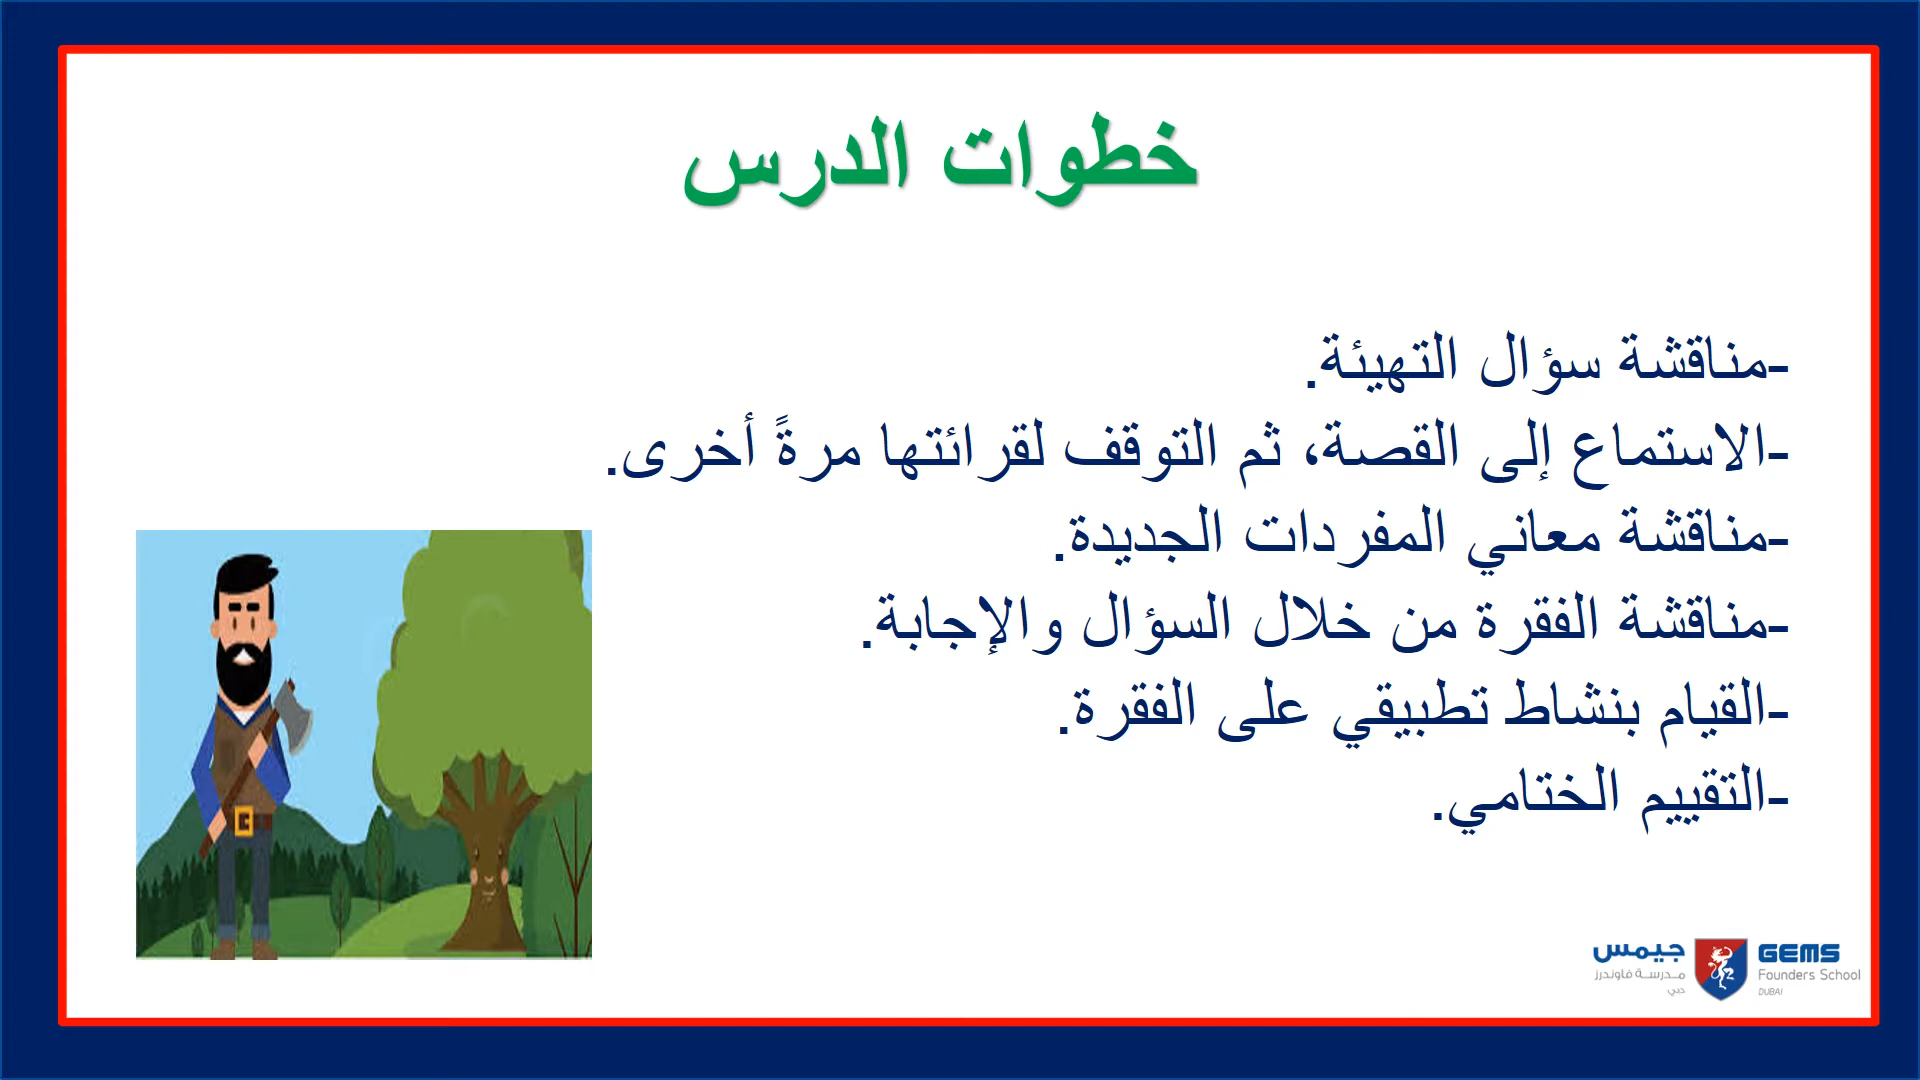 خطوات الدرس
-مناقشة سؤال التهيئة.
-الاستماع إلى القصة، ثم التوقف لقرائتها مرةً أخرى.
-مناقشة معاني المفردات الجديدة.
-مناقشة الفقرة من خلال السؤال والإجابة.
-القيام بنشاط تطبيقي على الفقرة.
-التقييم الختامي.
جيمس
مدرسة فاوندرز
دبي
GEMS
Founders School
DUBAI